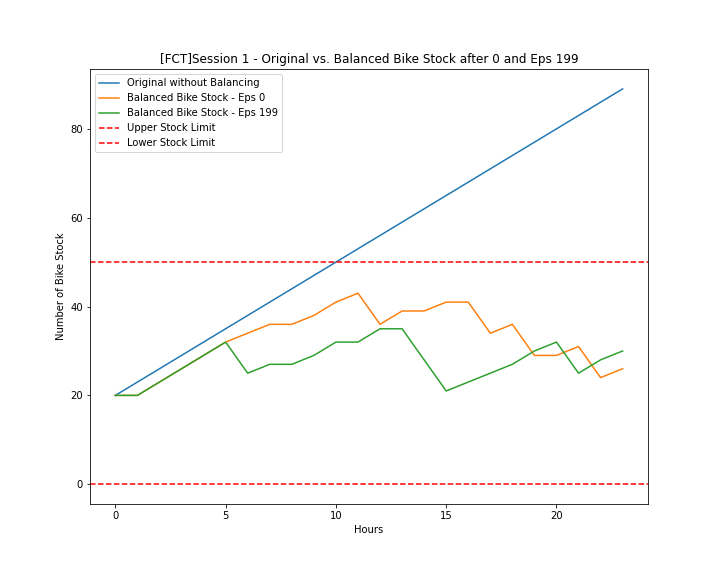 [FCT]Session 1 - Original vs. Balanced Bike Stock after 0 and Eps 199
Original without Balancing
Balanced Bike Stock - Eps 0
Balanced Bike Stock - Eps 199
Upper Stock Limit
Lower Stock Limit
80
60
40
20
0
Number of Bike Stock
0 5 10 15 20
Hours